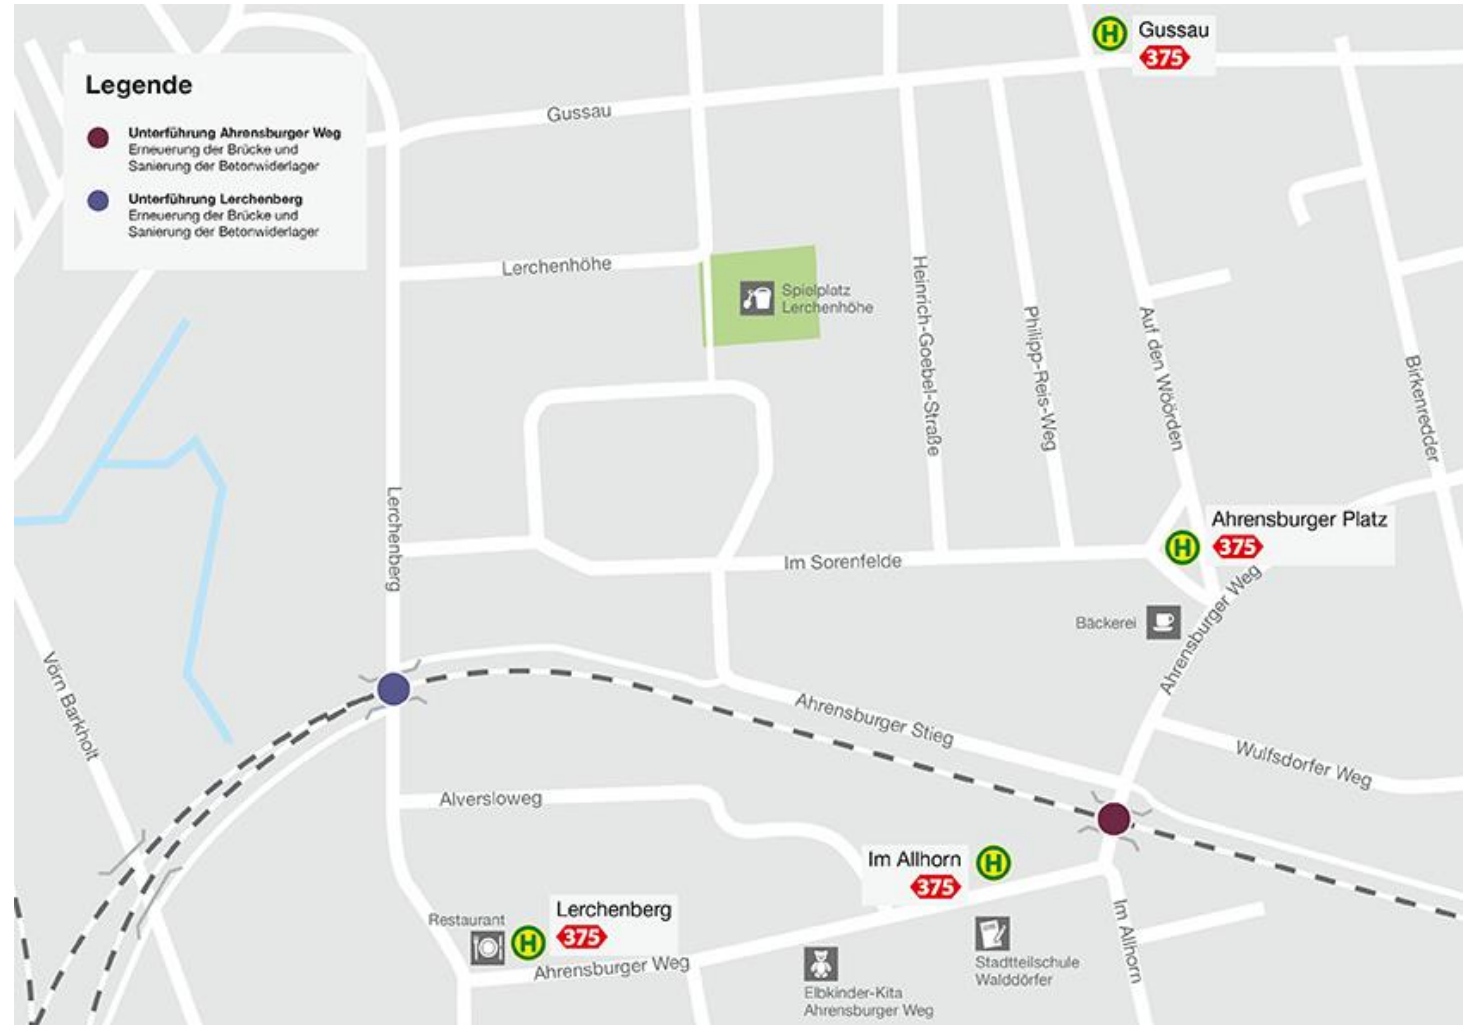 Gussau
375
Legende
Unterführung Ahrensburger Weg
Erneuerung der Brücke und
Sanierung der Betonwiderlager
Unterführung Lerchenberg
Erneuerung der Brücke und
Sanierung der Betonwiderlager
Gussau
Lerchenhöhe
Spielplatz
Lerchenhöhe
Heinrich-Goebel-Straße
Philipp-Reis-Weg
Auf den Wöörden
Birkenredder
Lerchenberg
Ahrensburger Platz
375
Im Sorenfelde
Bäckerei
Ahrensburger Weg
Vörn Barkholt
Ahrensburger Stieg
Wulfsdorfer Weg
Alversloweg
Im Allhorn
375
Restaurant
Lerchenberg
375
Ahrensburger Weg
Im Allhorn
Stadtteilschule
Walddörfer
Elbkinder-Kita
Ahrensburger Weg
H
H
H
H